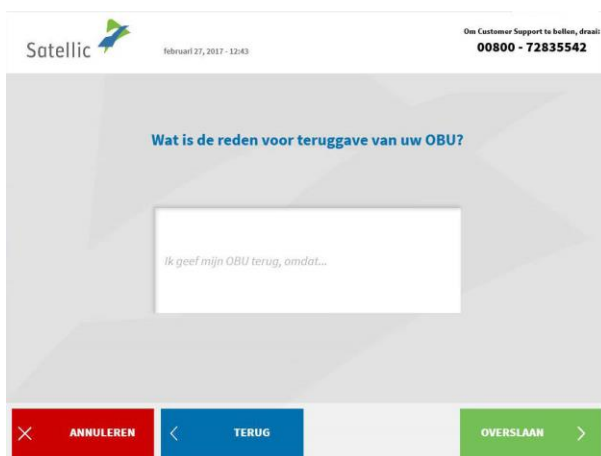 Satellic
februari 27, 2017 - 12:43
Om Customer Support te bellen, draai:
00800 - 72835542
Wat is de reden voor teruggave van uw OBU?
Ik geef mijn OBU terug, omdat...
ANNULEREN
TERUG
OVERSLAAN